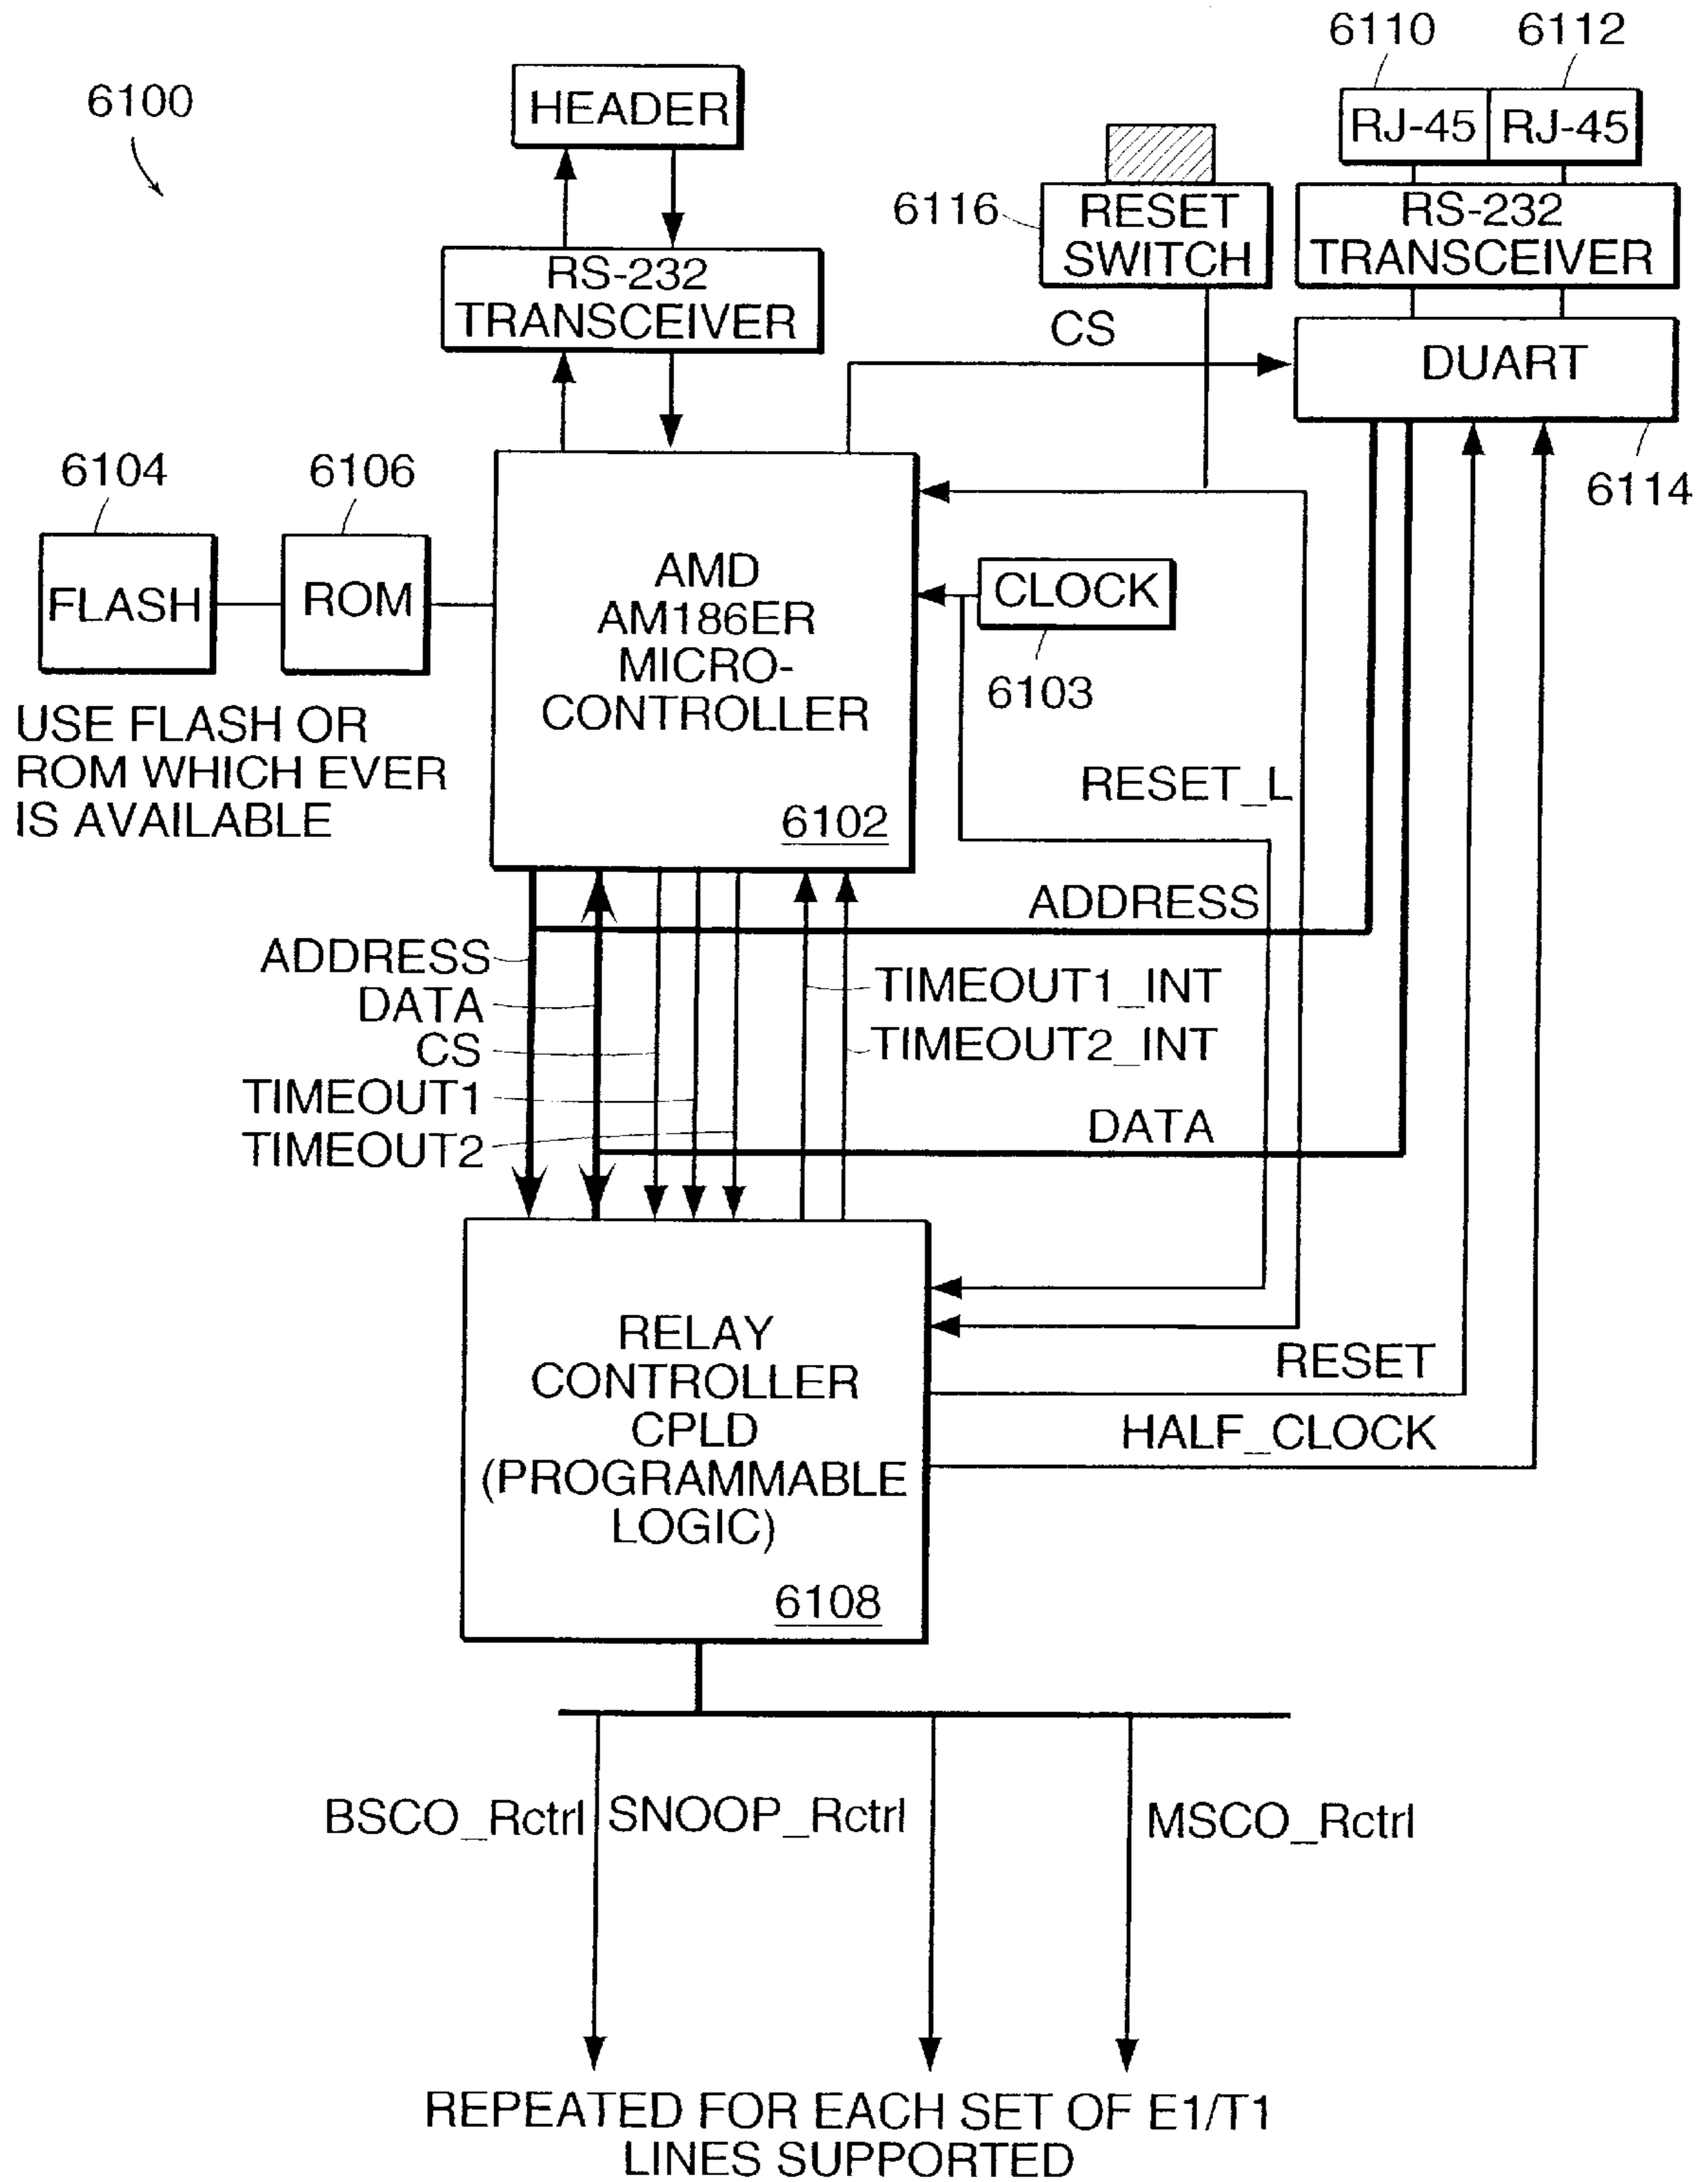 6110
6112
6100
HEADER
RJ-45
RJ-45
6116
RESET
SWITCH
RS-232
TRANSCEIVER
RS-232
TRANSCEIVER
CS
DUART
6104
6106
6114
FLASH
ROM
AMD
AM186ER
MICRO-
CONTROLLER
6102
CLOCK
6103
USE FLASH OR
ROM WHICH EVER
IS AVAILABLE
RESET_L
ADDRESS
ADDRESS
DATA
CS
TIMEOUT1
TIMEOUT2
TIMEOUT1_INT
TIMEOUT2_INT
DATA
RELAY
CONTROLLER
CPLD
(PROGRAMMABLE
LOGIC)
6108
RESET
HALF_CLOCK
BSCO_Rctrl
SNOOP_Rctrl
MSCO_Rctrl
REPEATED FOR EACH SET OF E1/T1
LINES SUPPORTED